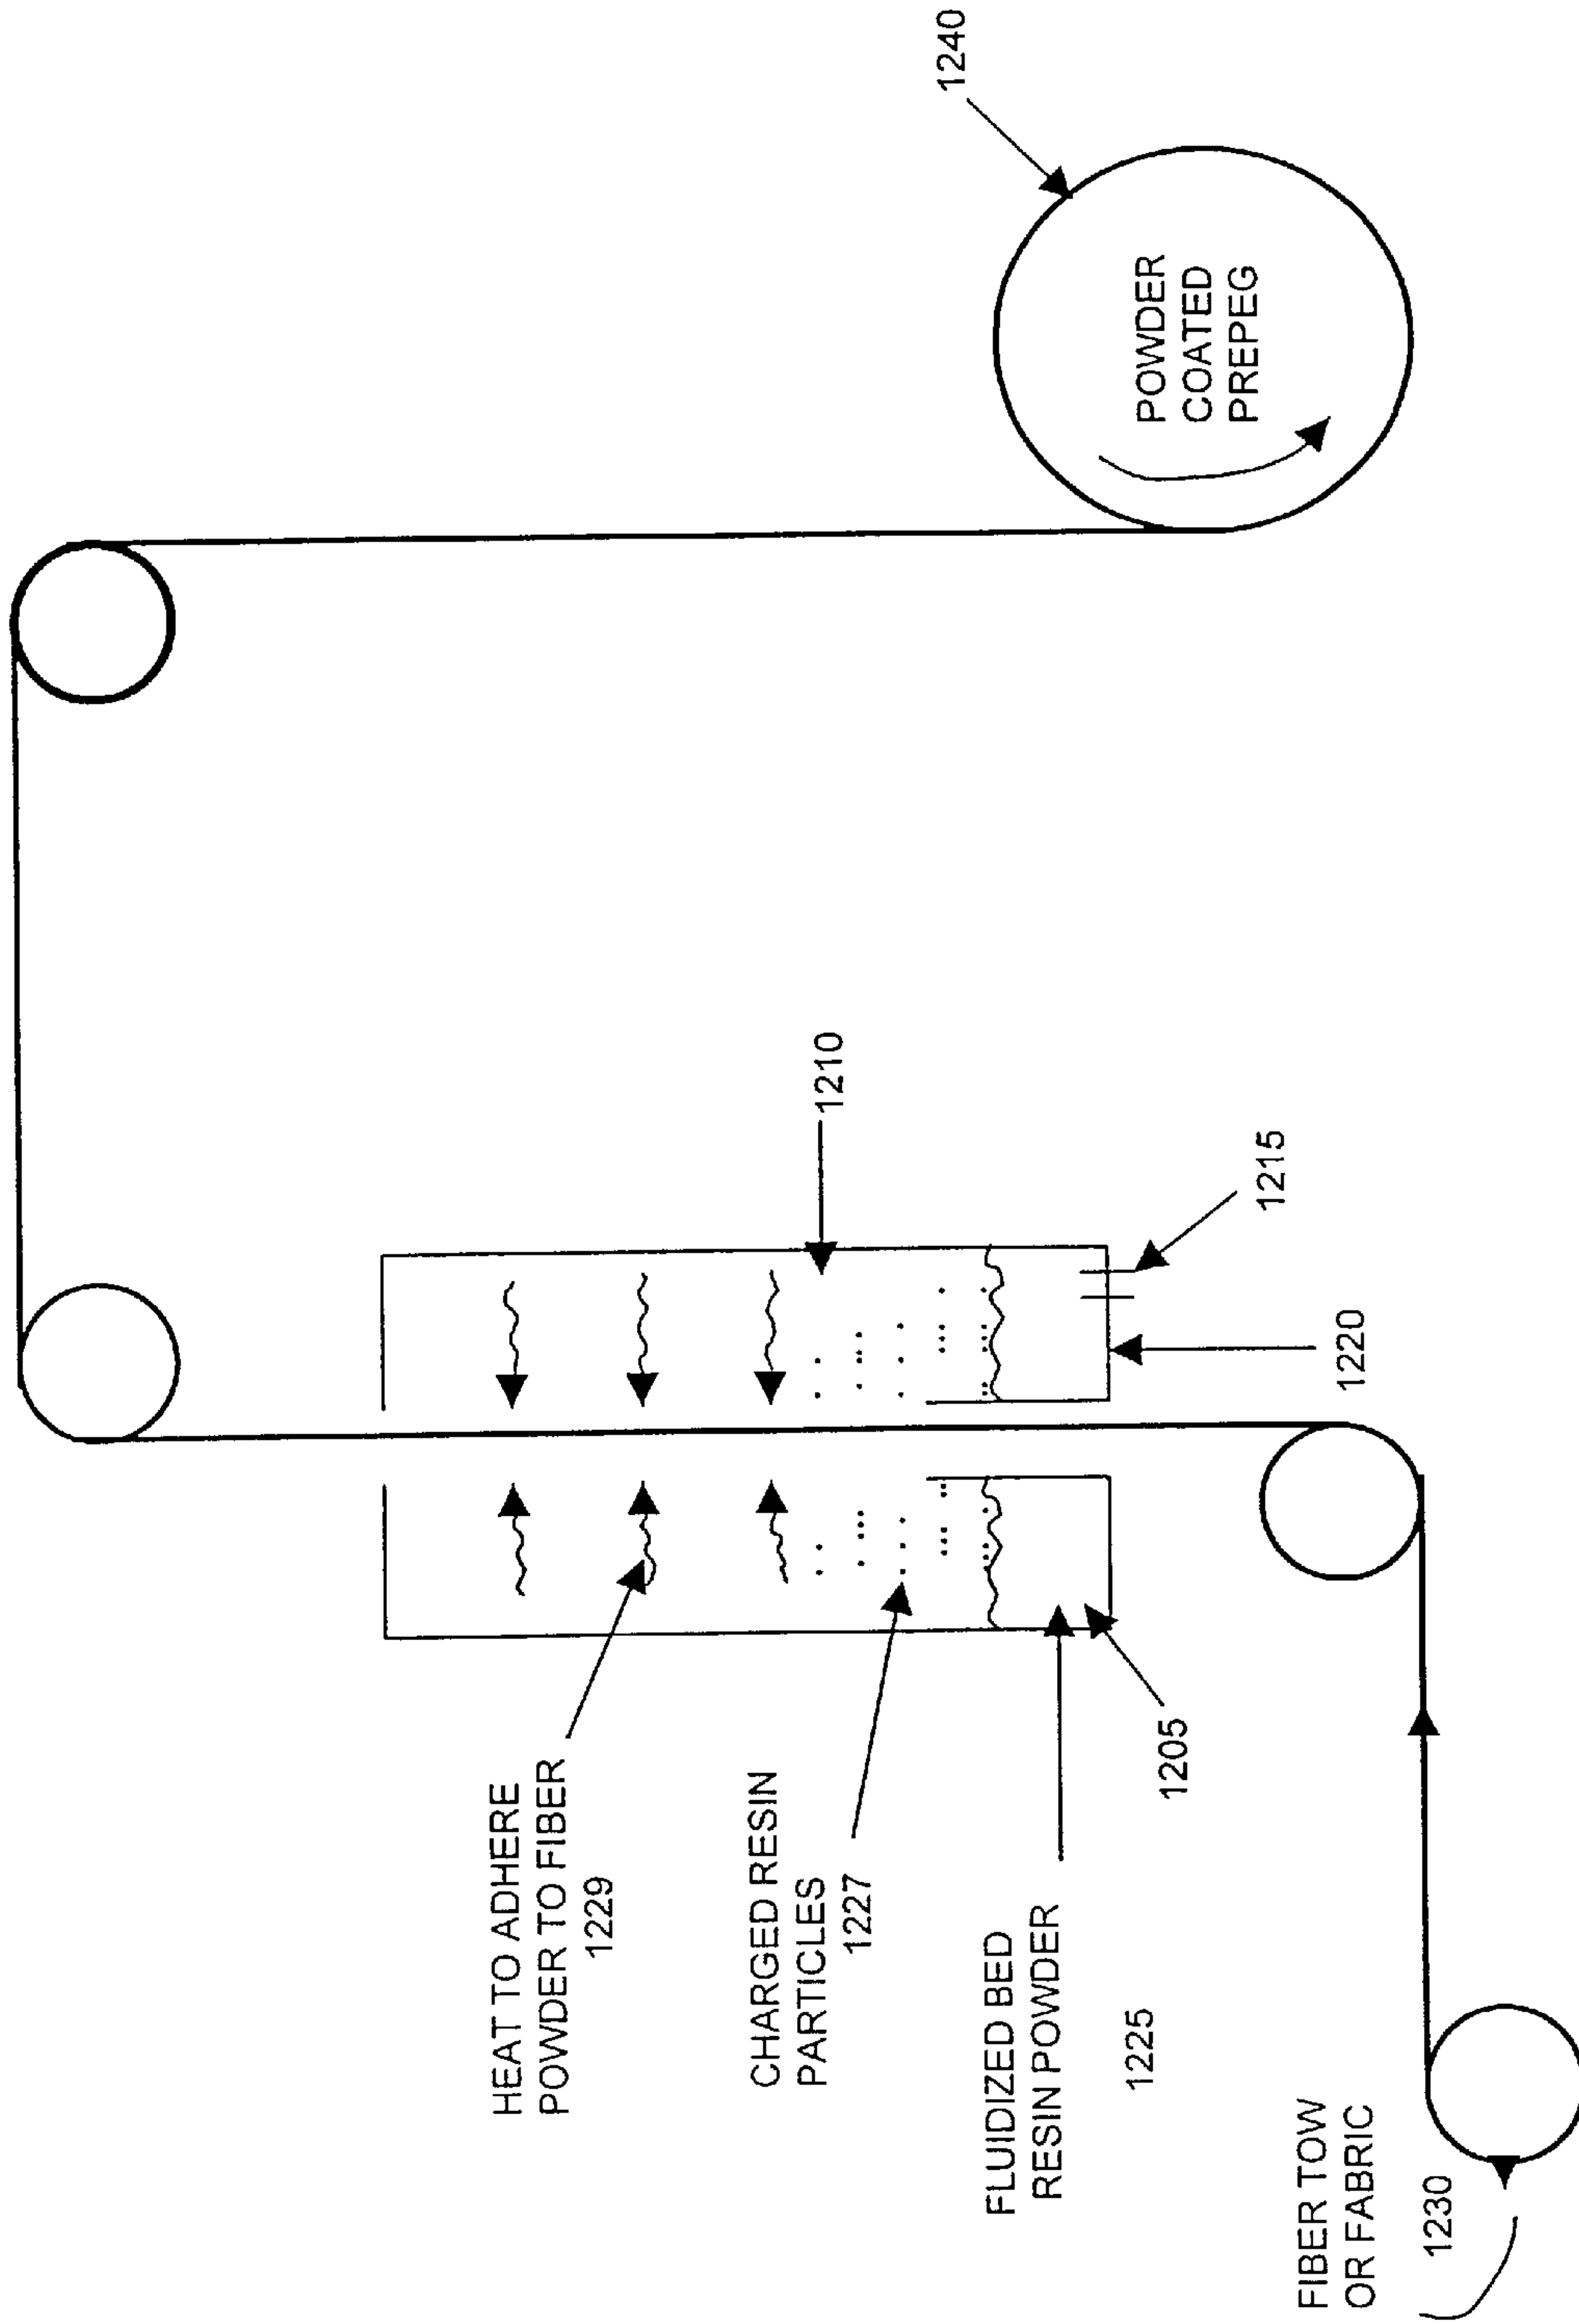 HEAT TO ADHERE
POWDER TO FIBER
1229
CHARGED RESIN
PARTICLES
1227
FLUIDIZED BED
RESIN POWDER
1225
1205
FIBER TOW
OR FABRIC
1230
1210
1215
1220
1240
POWDER
COATED
PREPEG